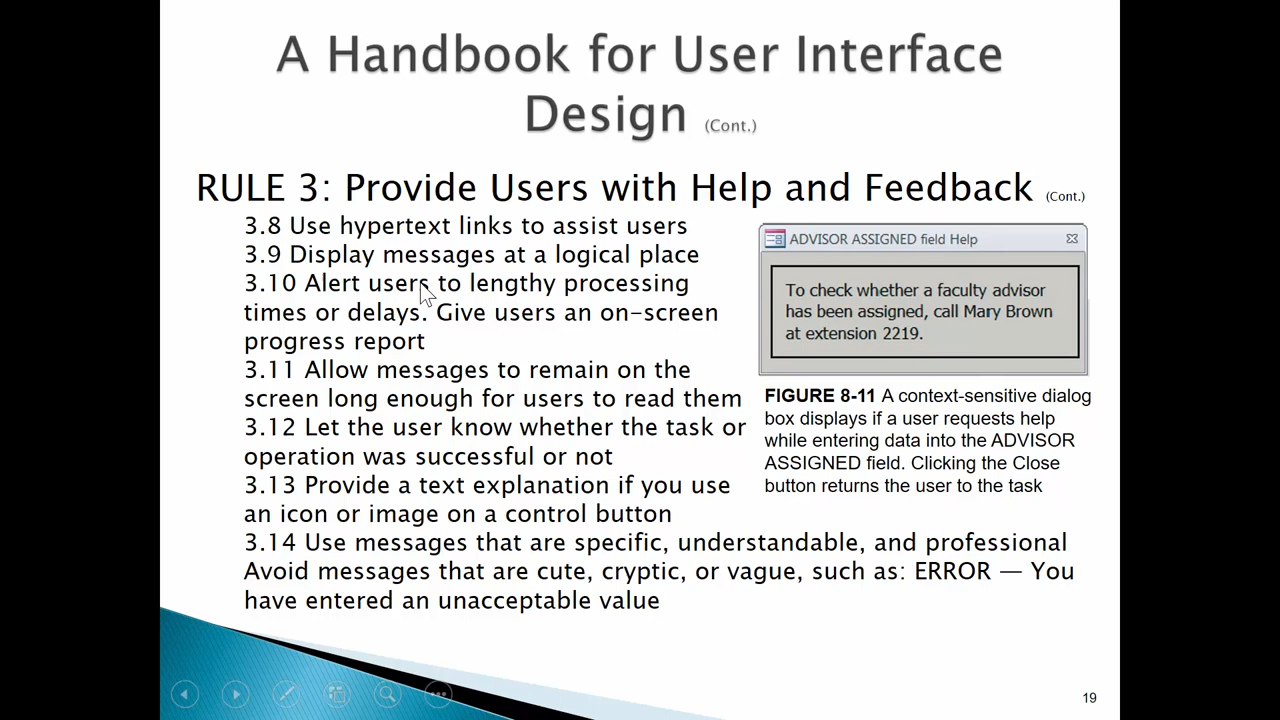 A Handbook for User Interface
Design (Cont.)
RULE 3: Provide Users with Help and Feedback (Cont.)
3.8 Use hypertext links to assist users
3.9 Display messages at a logical place
3.10 Alert users to lengthy processing
times or delays. Give users an on-screen
progress report
3.11 Allow messages to remain on the
screen long enough for users to read them
3.12 Let the user know whether the task or
operation was successful or not
3.13 Provide a text explanation if you use
an icon or image on a control button
3.14 Use messages that are specific, understandable, and professional
Avoid messages that are cute, cryptic, or vague, such as: ERROR — You
have entered an unacceptable value
ADVISOR ASSIGNED field Help
To check whether a faculty advisor
has been assigned, call Mary Brown
at extension 2219.
FIGURE 8-11 A context-sensitive dialog
box displays if a user requests help
while entering data into the ADVISOR
ASSIGNED field. Clicking the Close
button returns the user to the task
19